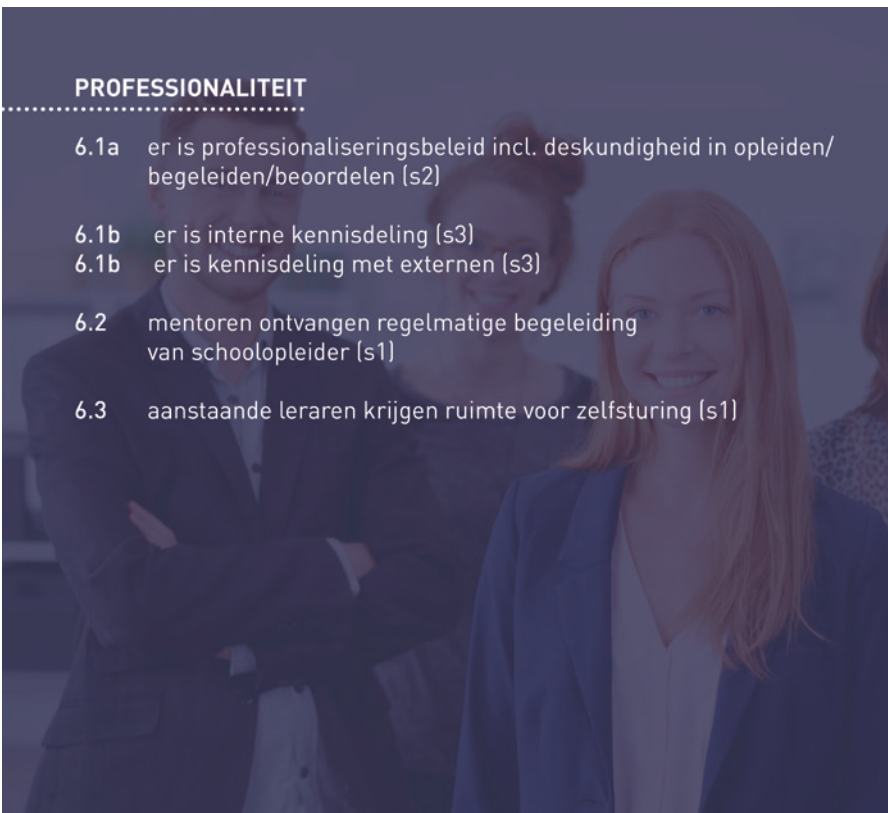 PROFESSIONALITEIT
6.1a er is professionaliseringsbeleid incl. deskundigheid in opleiden/
begeleiden/beoordelen (s2)
6.1b er is interne kennisdeling (s3)
6.1b er is kennisdeling met externen (s3)
6.2 mentoren ontvangen regelmatige begeleiding
van schoolopleider (s1)
6.3 aanstaande leraren krijgen ruimte voor zelfsturing (s1)